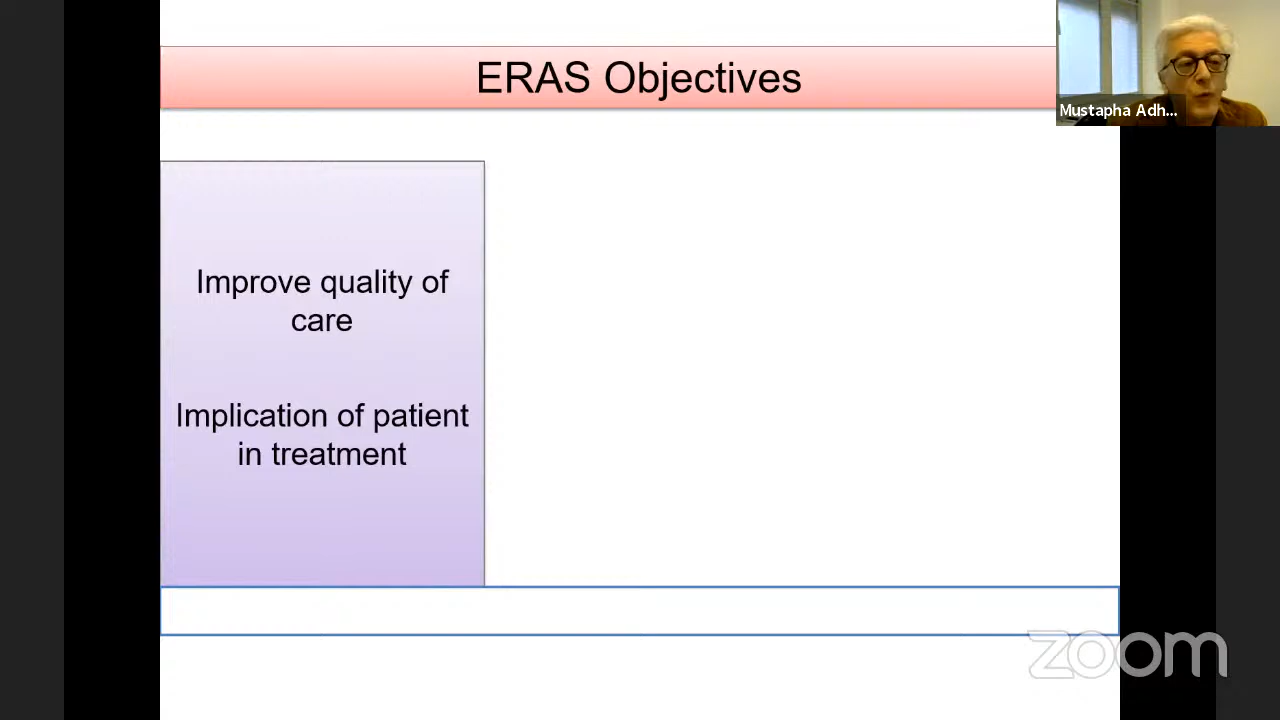 ERAS Objectives
Mustapha Adh...
Improve quality of
care
Implication of patient
in treatment
zoom